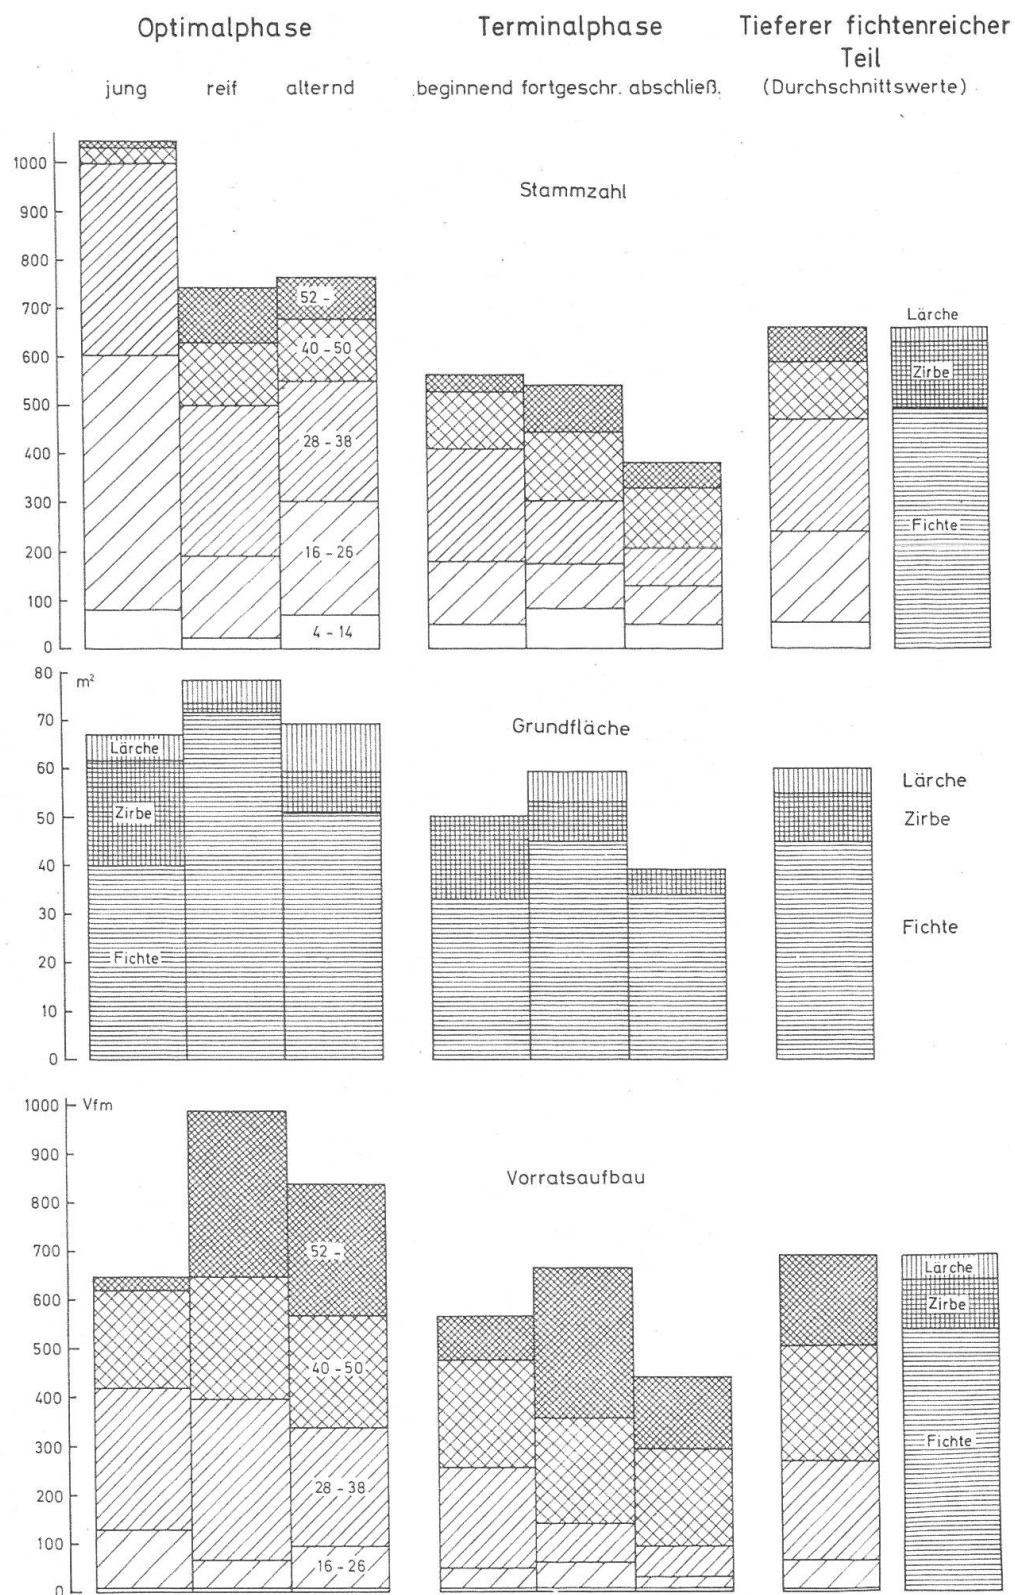 Optimalphase
Terminalphase
Tieferer fichtenreicher
Teil
(Durchschnittswerte)
jung reif alternd
beginnend fortgeschr. abschließ.
Stammzahl
1000
900
800
700
600
500
400
300
200
100
0
52 -
40 - 50
28 - 38
16 - 26
4 - 14
Lärche
Zirbe
Fichte
Grundfläche
80
m²
70
60
50
40
30
20
10
0
Lärche
Zirbe
Fichte
Lärche
Zirbe
Fichte
Vorratsaufbau
1000
Vfm
900
800
700
600
500
400
300
200
100
0
52 -
40 - 50
28 - 38
16 - 26
Lärche
Zirbe
Fichte